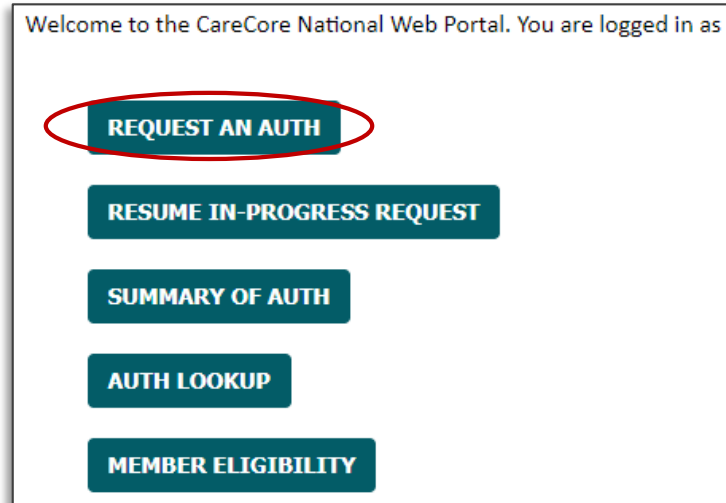 Welcome to the CareCore National Web Portal. You are logged in as
REQUEST AN AUTH
RESUME IN-PROGRESS REQUEST
SUMMARY OF AUTH
AUTH LOOKUP
MEMBER ELIGIBILITY